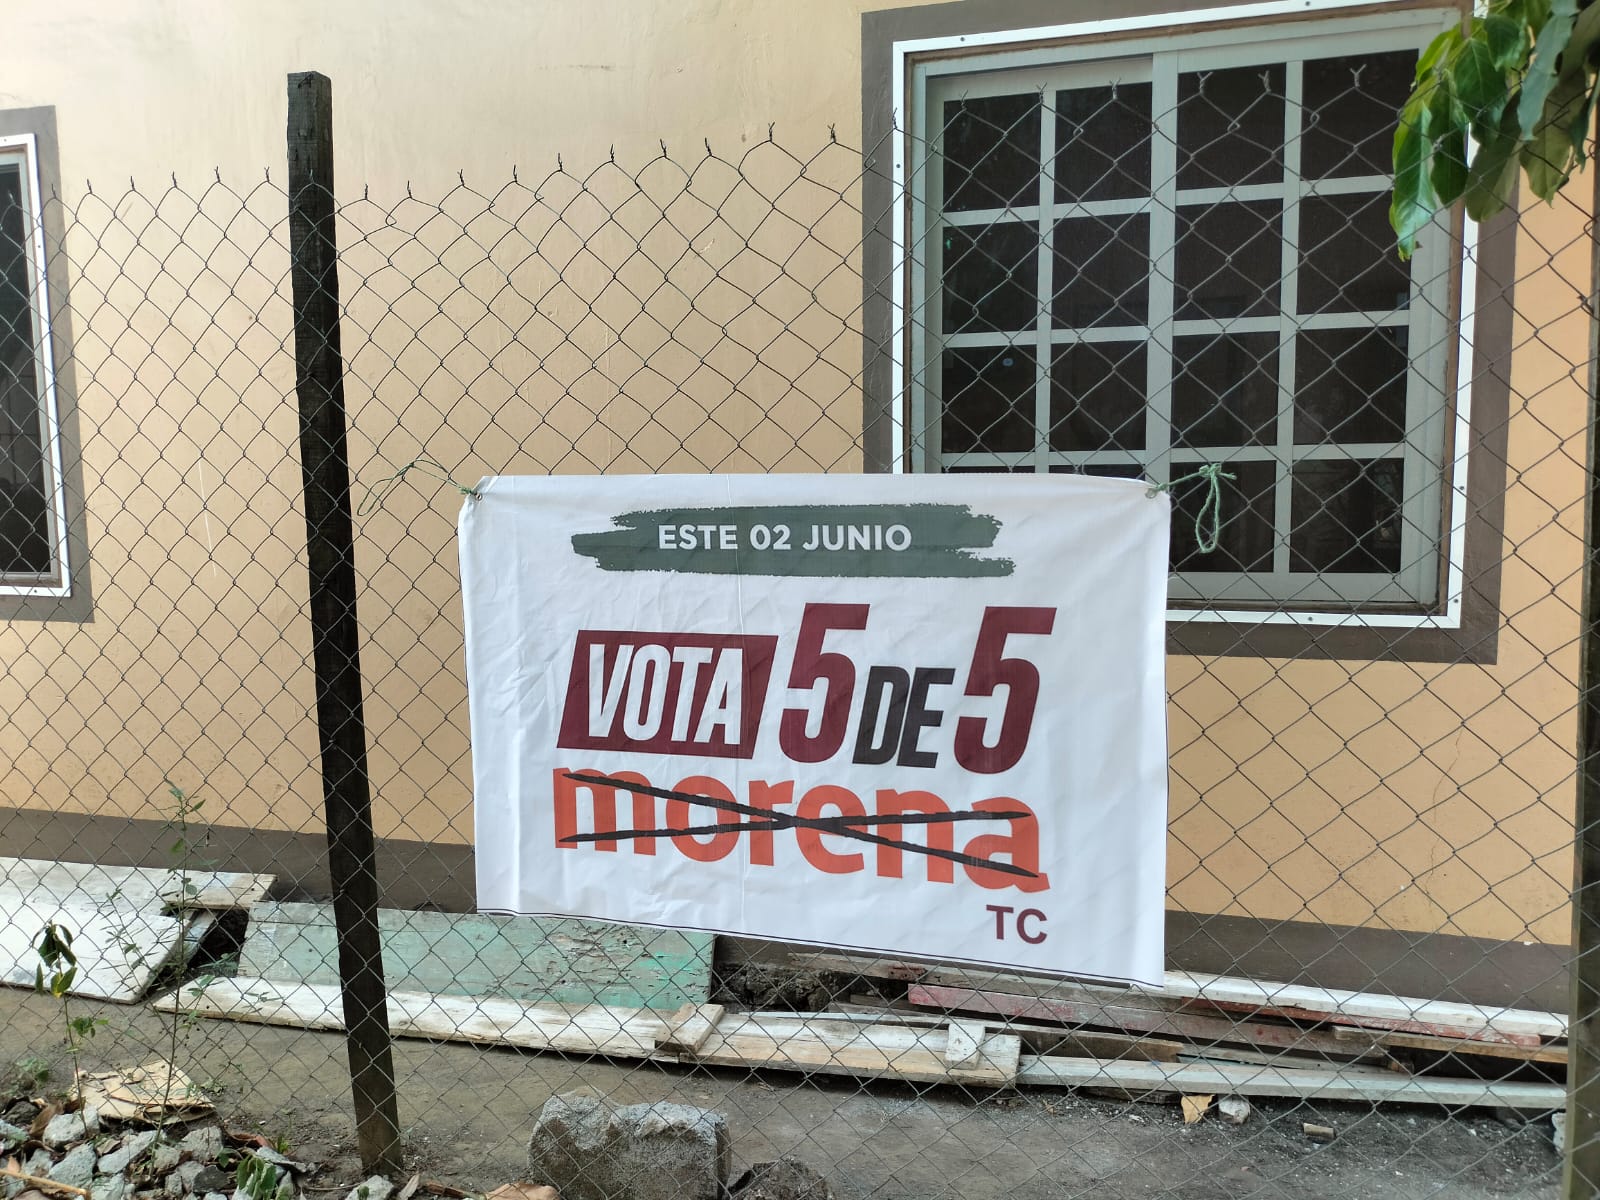 ESTE 02 JUNIO
VOTA 5 DE 5
morena
TC